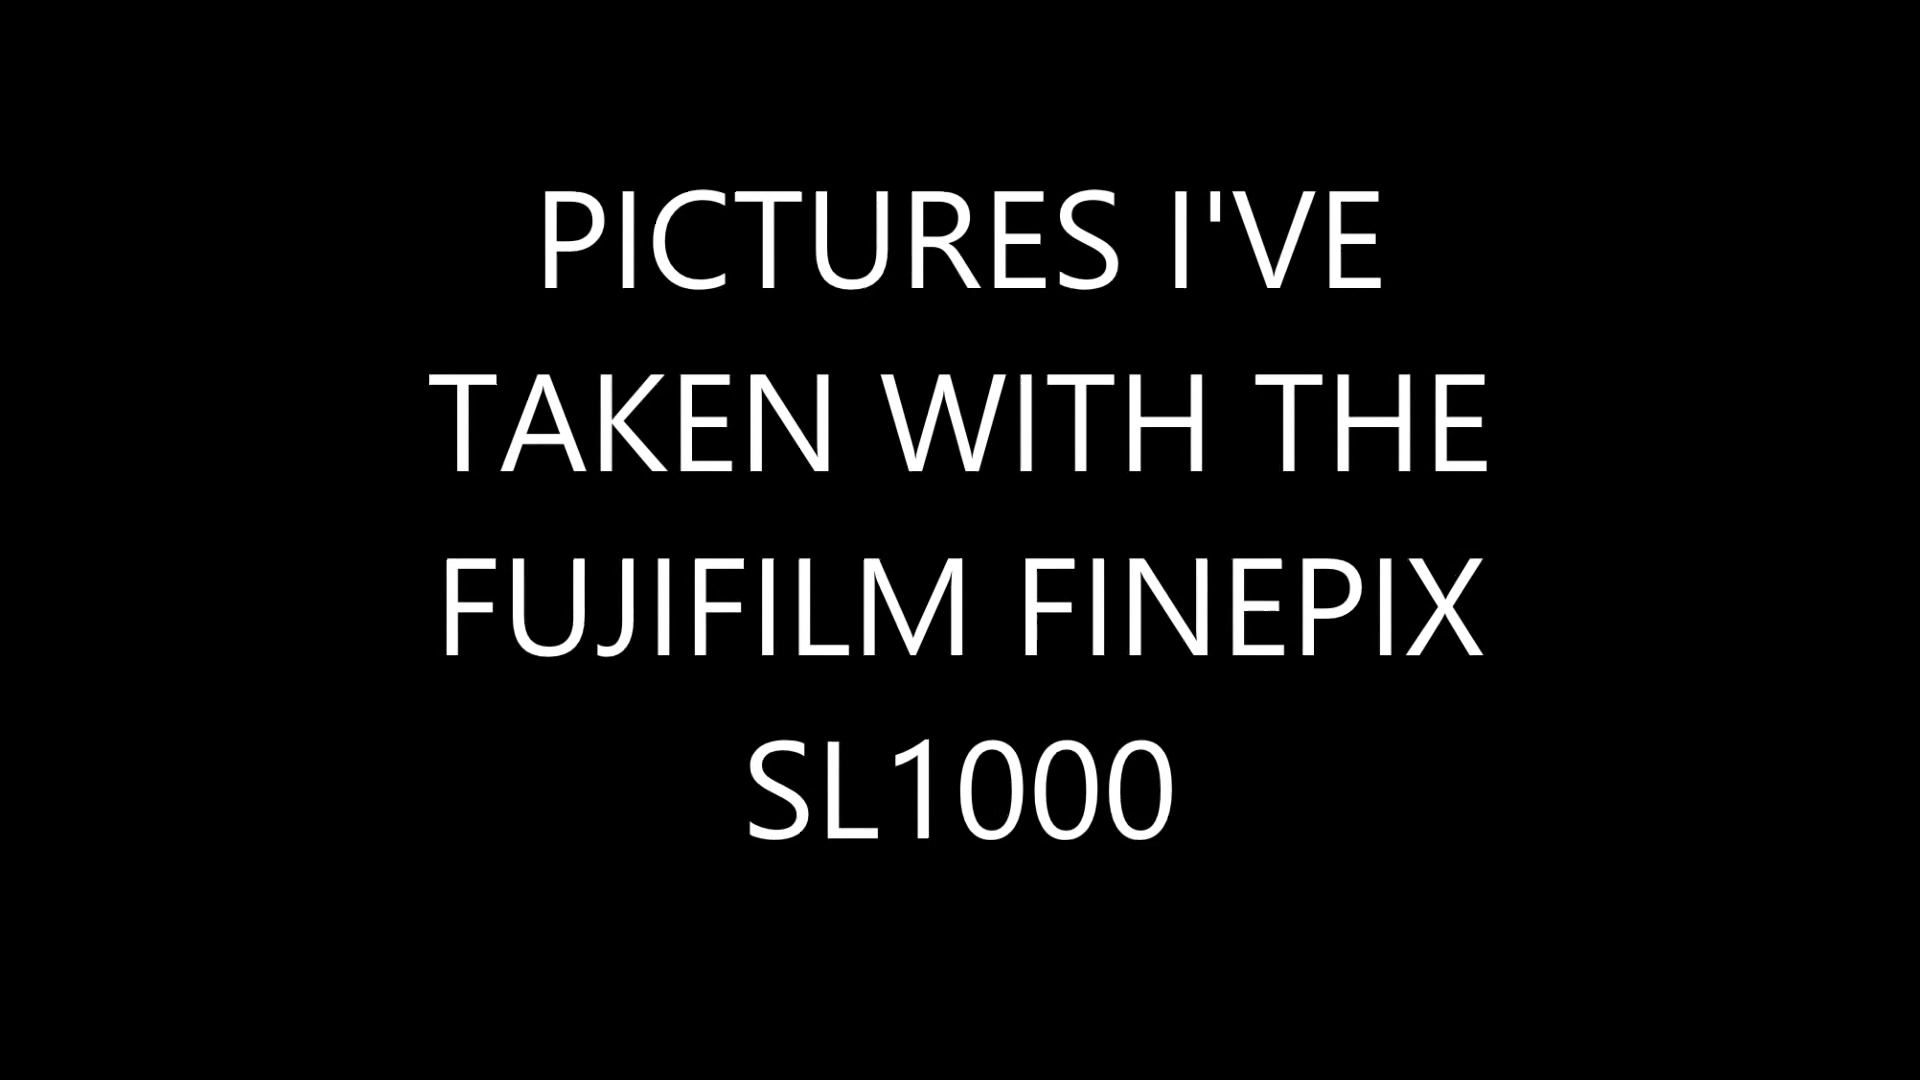 PICTURES I'VE
TAKEN WITH THE
FUJIFILM FINEPIX
SL1000